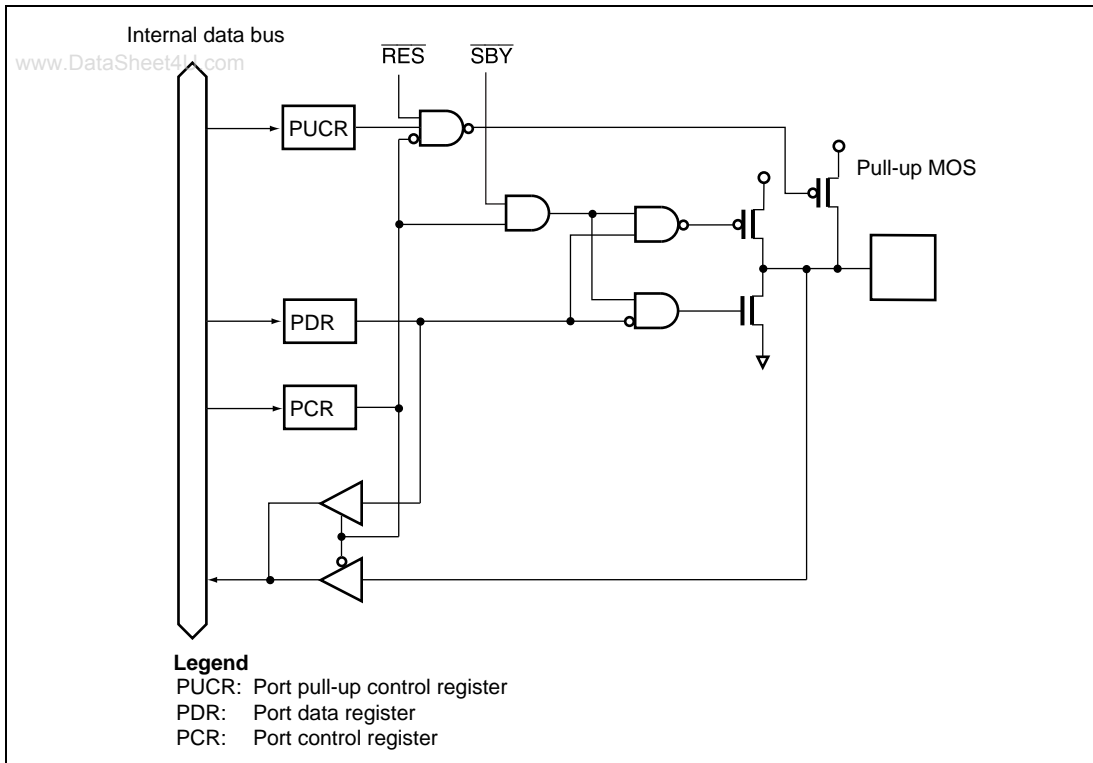 Internal data bus
www.DataSheet4U.com
RES
SBY
PUCR
Pull-up MOS
PDR
PCR
Legend
PUCR: Port pull-up control register
PDR: Port data register
PCR: Port control register